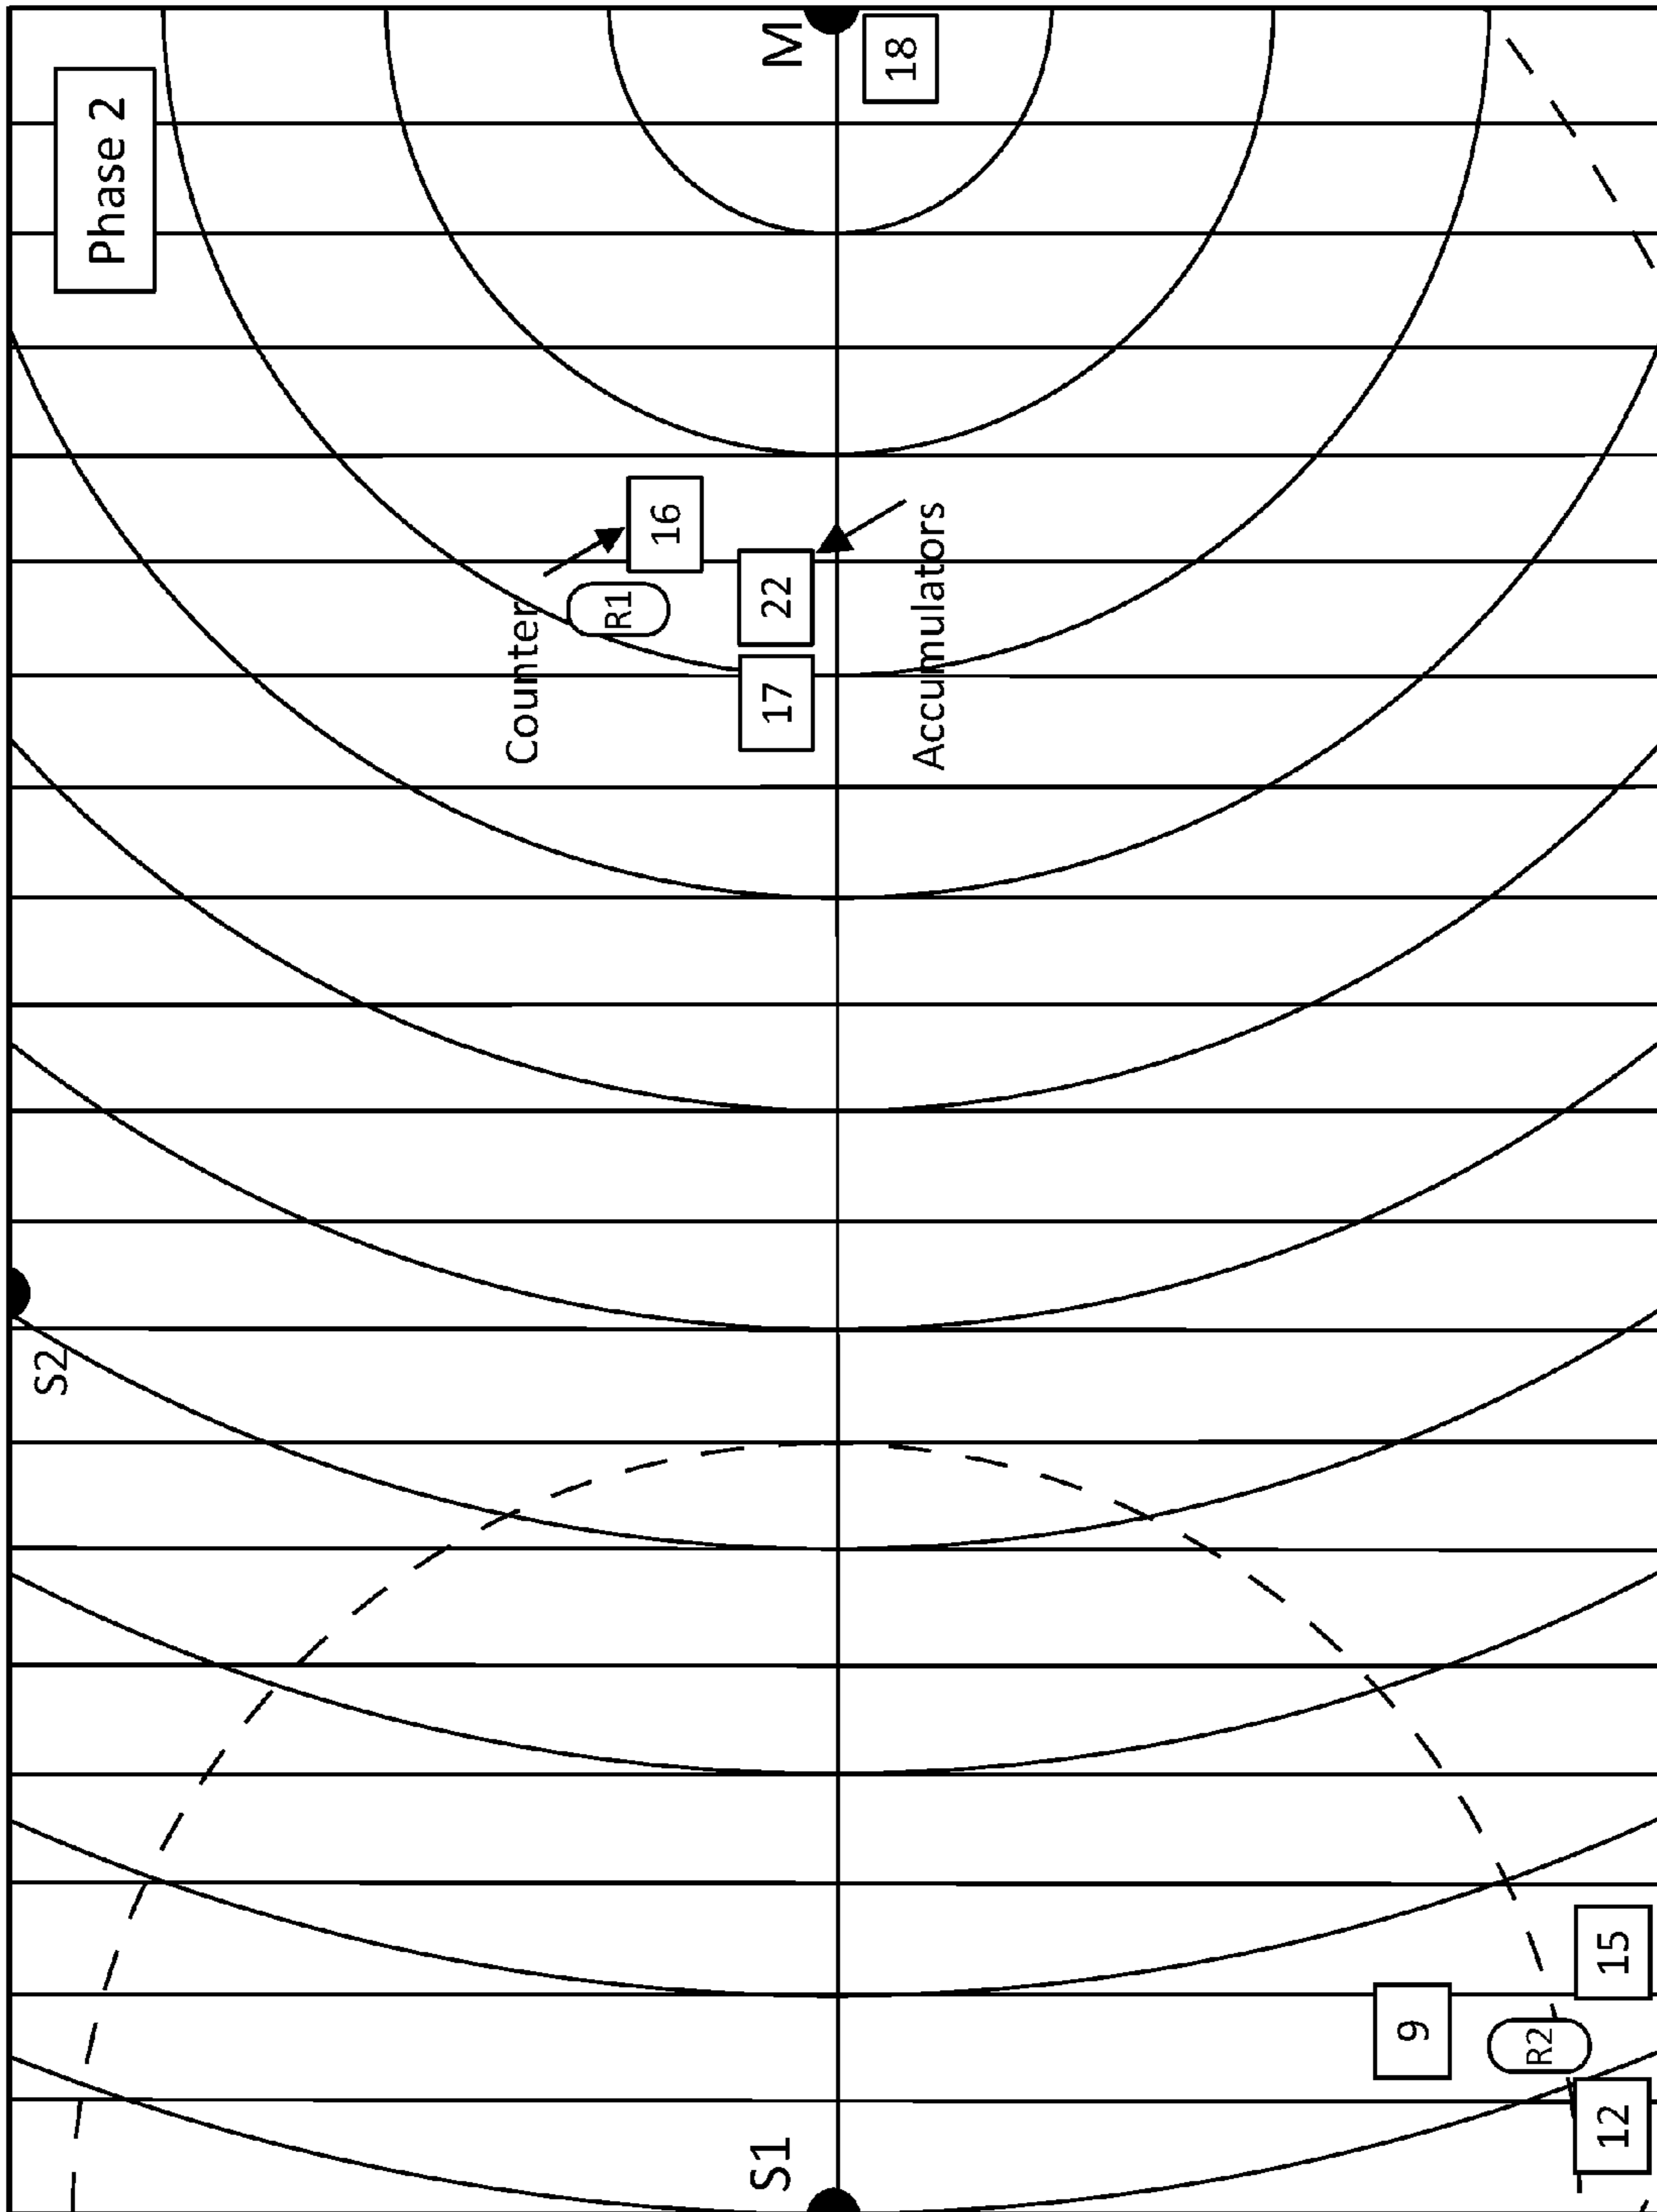 S2
Phase 2
Counter
R1
16
S1
17
22
M
18
Accumulators
9
R2
12
15